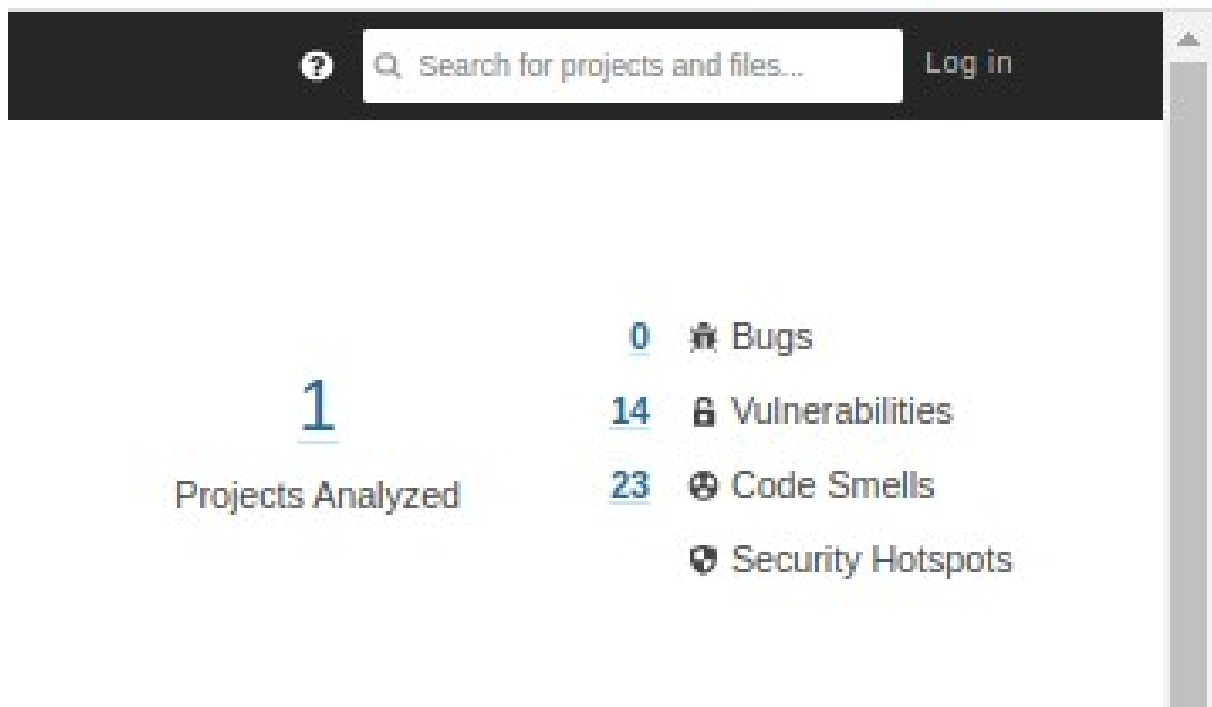 Search for projects and files... Log in
0 Bugs
14 Vulnerabilities
1
23 Code Smells
Projects Analyzed
Security Hotspots